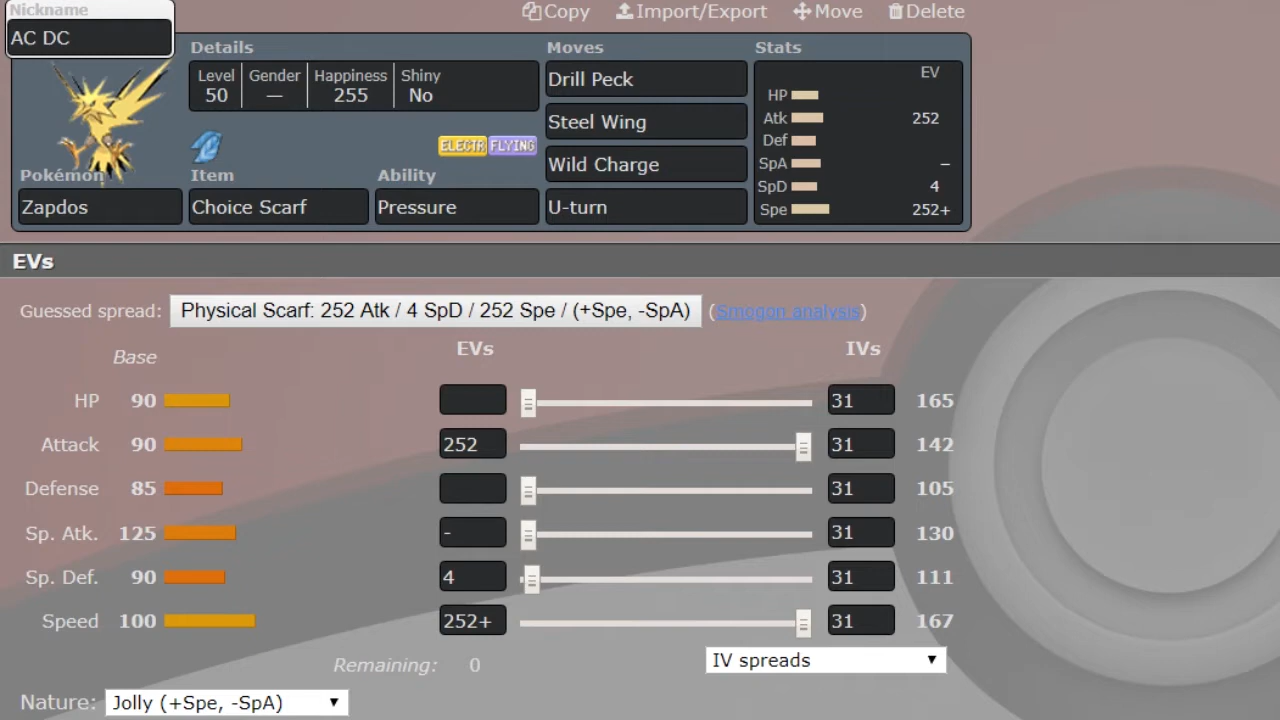 Nickname
AC DC
Copy Import/Export Move Delete
Details Moves Stats
Level Gender Happiness Shiny
50 — 255 No
ELECTR FLYING
Pokémon Item Ability
Zapdos Choice Scarf Pressure
Drill Peck
Steel Wing
Wild Charge
U-turn
EV
HP
Atk 252
Def
SpA –
SpD 4
Spe 252+
EVs
Guessed spread: Physical Scarf: 252 Atk / 4 SpD / 252 Spe / (+Spe, -SpA) (Smogon analysis)
Base EVs IVs
HP 90 31 165
Attack 90 252 31 142
Defense 85 31 105
Sp. Atk. 125 - 31 130
Sp. Def. 90 4 31 111
Speed 100 252+ 31 167
Remaining: 0 IV spreads
Nature: Jolly (+Spe, -SpA)